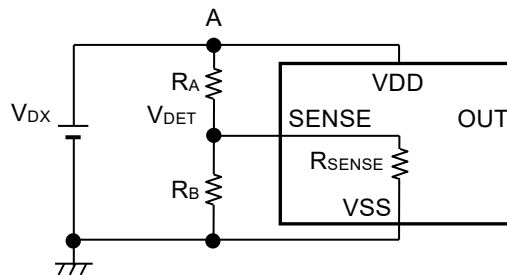 A
VDD
RA
VDX
VDET
SENSE
OUT
RSENSE
RB
VSS